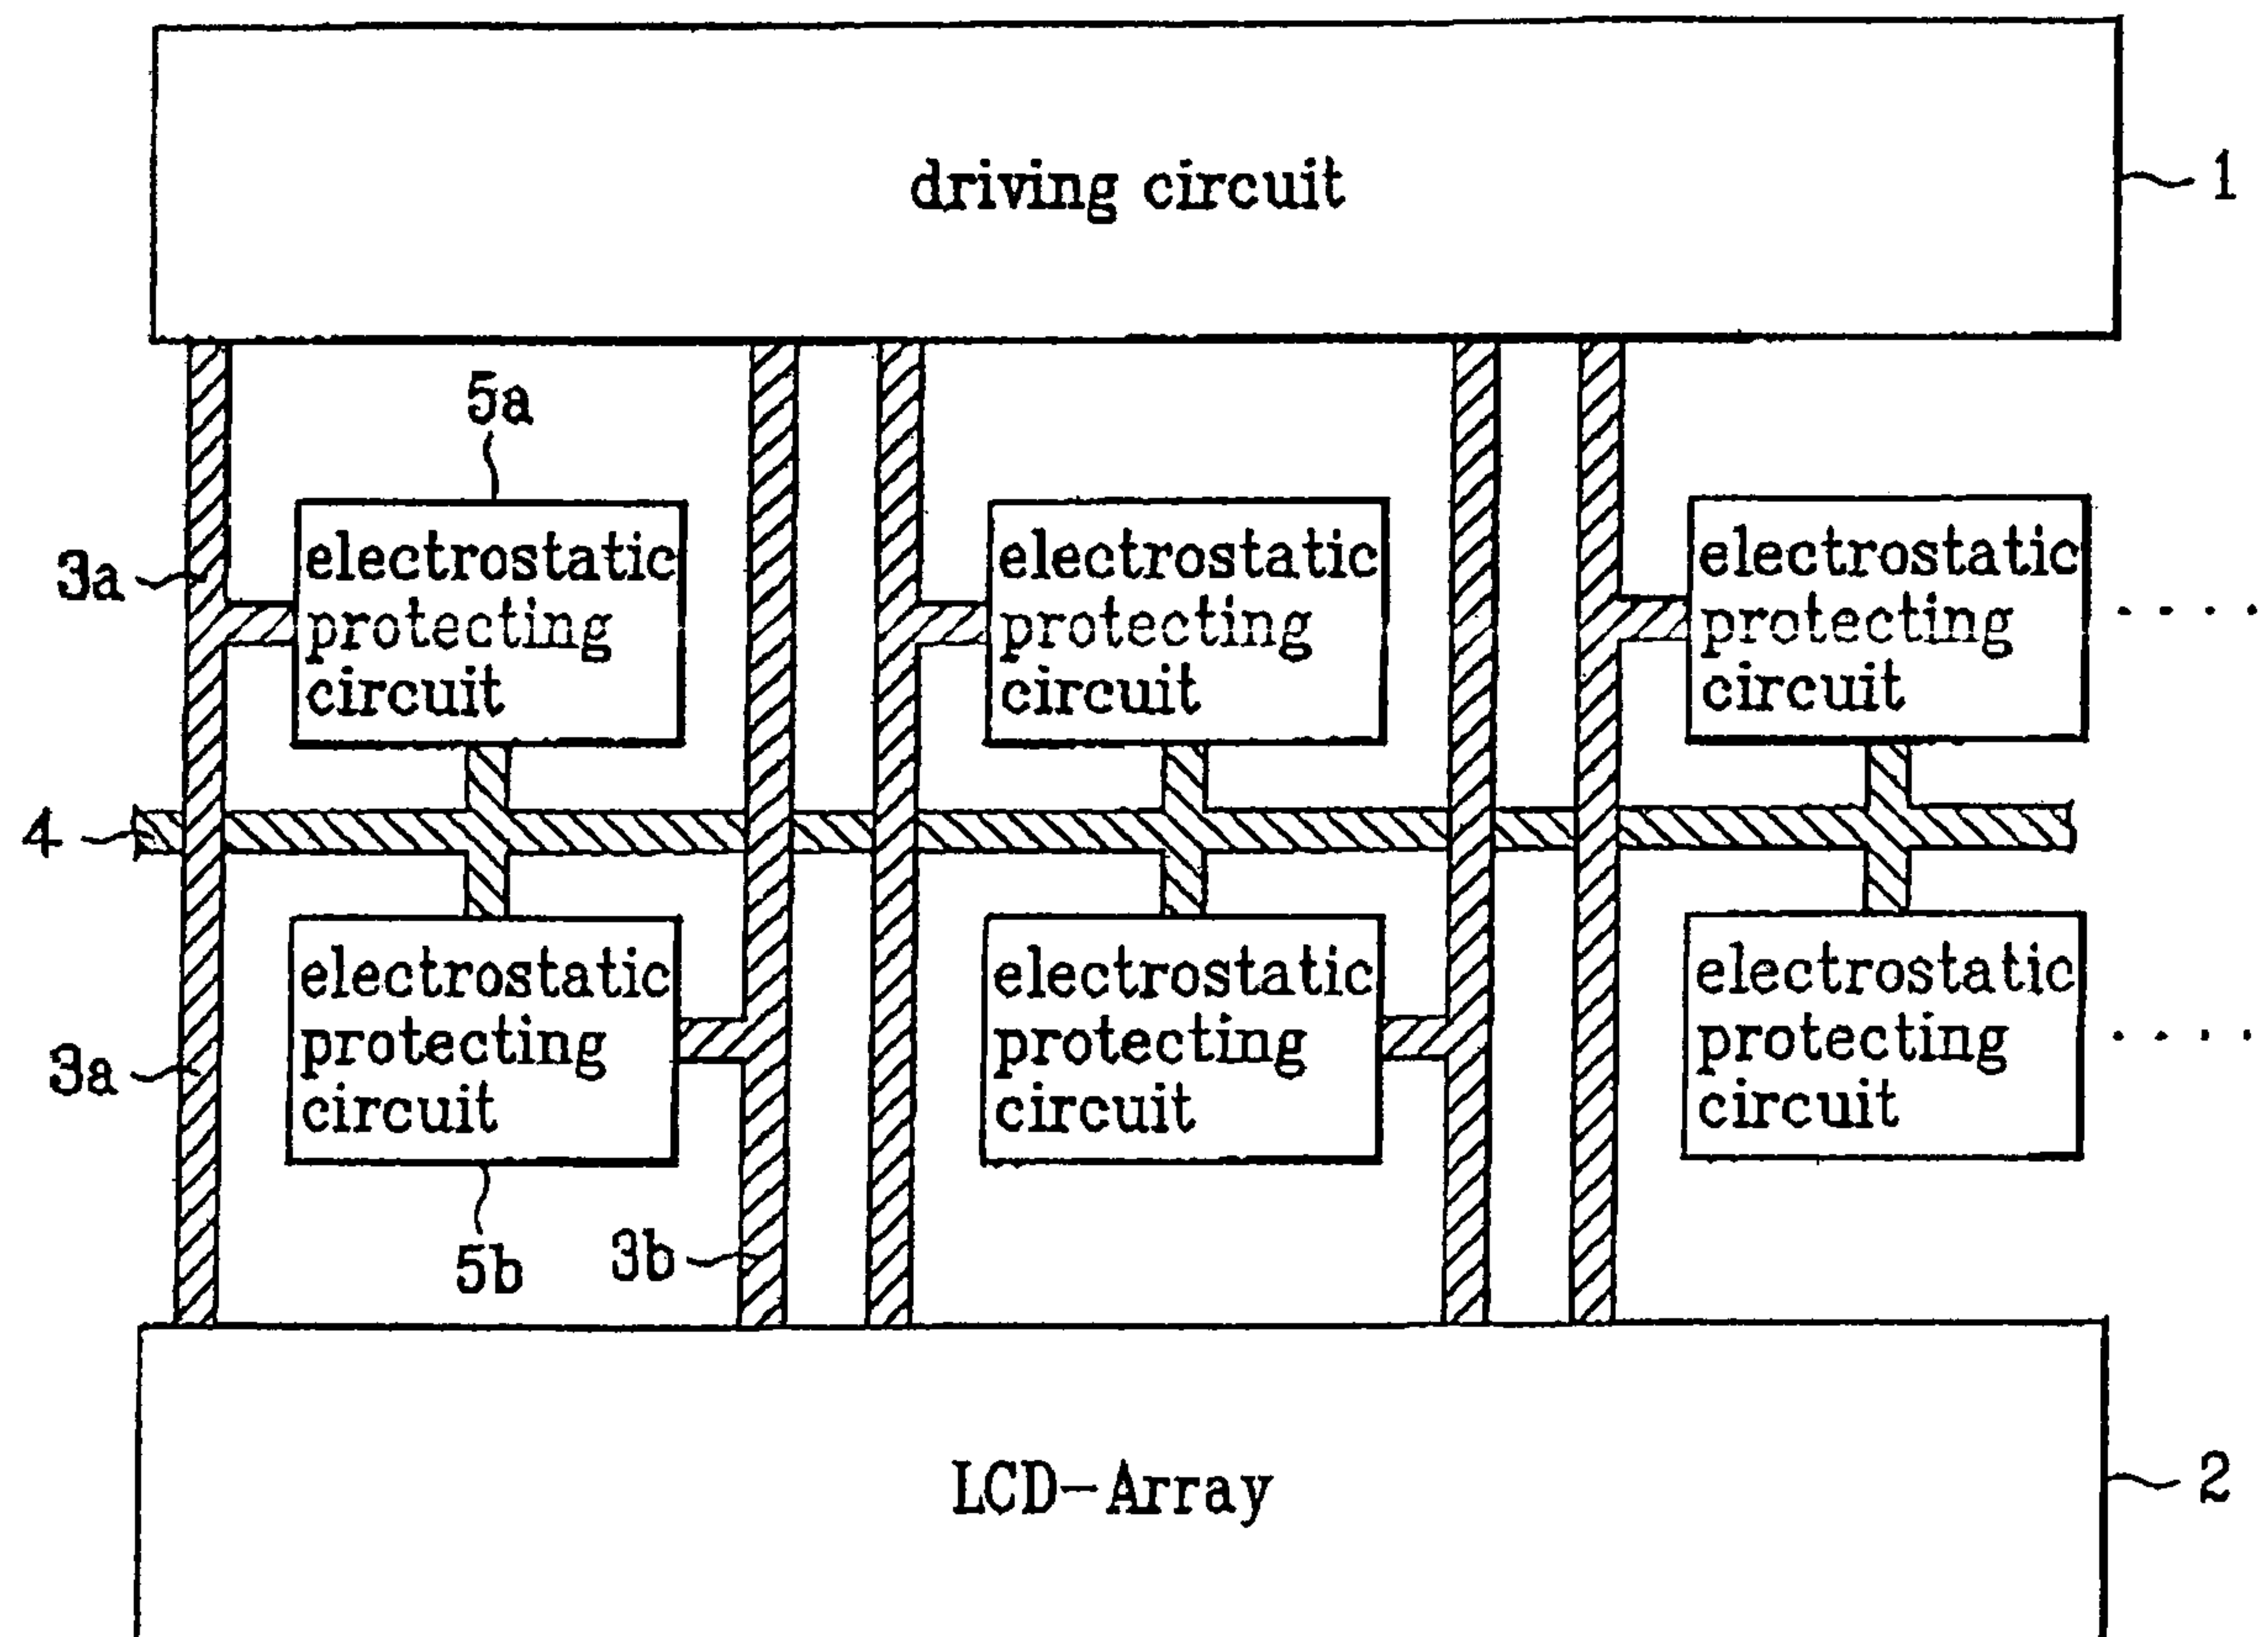 driving circuit
1
5a
electrostatic
protecting
circuit
electrostatic
protecting
circuit
electrostatic
protecting
circuit
3a
4
electrostatic
protecting
circuit
electrostatic
protecting
circuit
electrostatic
protecting
circuit
3a
5b
3b
LCD-Array
2